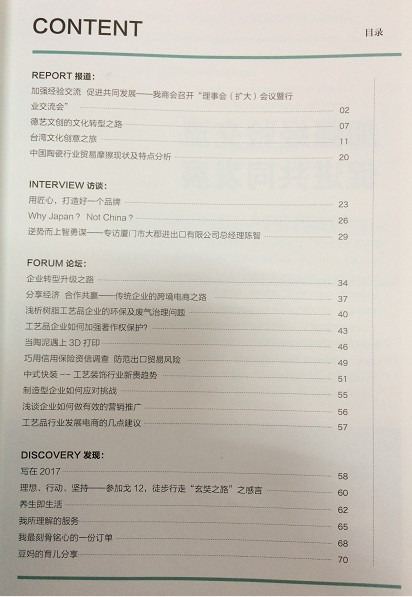 CONTENT 目录
REPORT 报道：
加强经验交流 促进共同发展——我商会召开“理事会（扩大）会议暨行
业交流会” 02
德艺文创的文化转型之路 07
台湾文化创意之旅 11
中国陶瓷行业贸易摩擦现状及特点分析 20
INTERVIEW 访谈：
用匠心，打造好一个品牌 23
Why Japan？ Not China？ 26
逆势而上智勇谋——专访厦门市大郡进出口有限公司总经理陈智 29
FORUM 论坛：
企业转型升级之路 34
分享经济 合作共赢——传统企业的跨境电商之路 37
浅析树脂工艺品企业的环保及废气治理问题 40
工艺品企业如何加强著作权保护？ 43
当陶泥遇上 3D 打印 46
巧用信用保险资信调查 防范出口贸易风险 49
中式快装 -- 工艺装饰行业新贵趋势 51
制造型企业如何应对挑战 55
浅谈企业如何做有效的营销推广 56
工艺品行业发展电商的几点建议 57
DISCOVERY 发现：
写在 2017 58
理想、行动、坚持——参加戈 12，徒步行走“玄奘之路”之感言 60
养生即生活 62
我所理解的服务 65
我最刻骨铭心的一份订单 68
豆妈的育儿分享 70